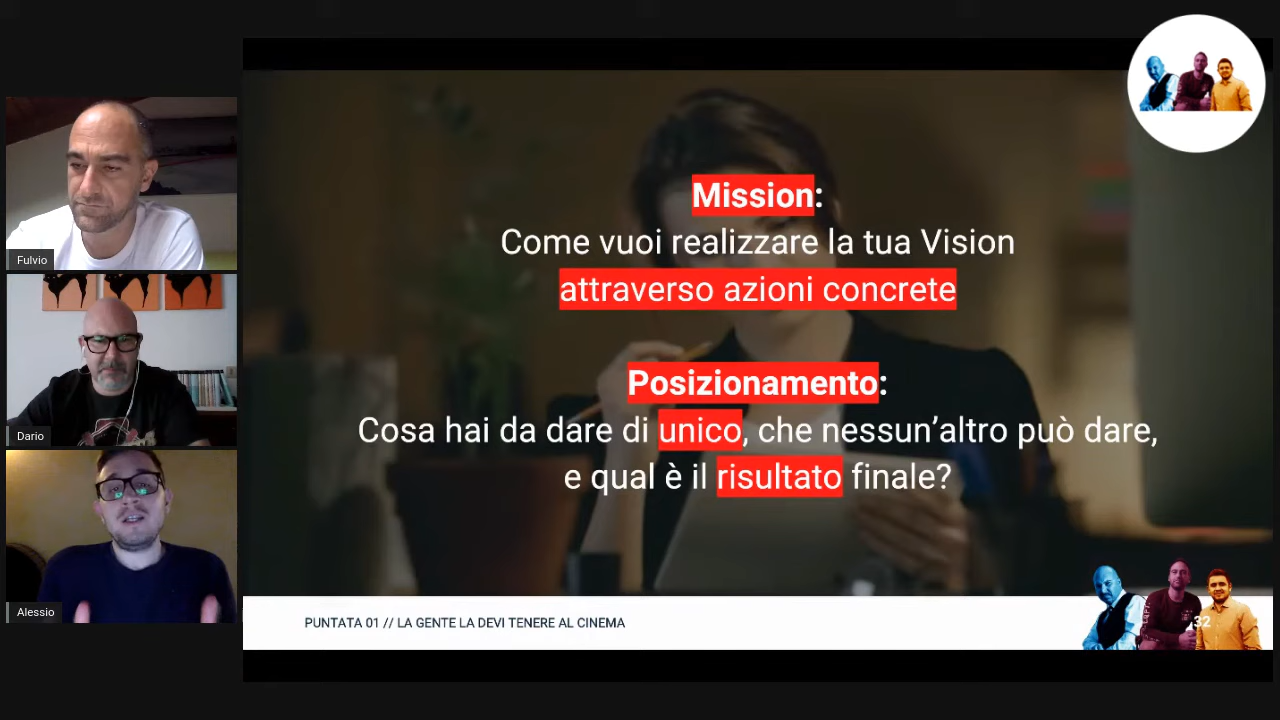 Fulvio
Dario
Alessio
Mission:
Come vuoi realizzare la tua Vision
attraverso azioni concrete
Posizionamento:
Cosa hai da dare di unico, che nessun’altro può dare,
e qual è il risultato finale?
PUNTATA 01 // LA GENTE LA DEVI TENERE AL CINEMA
32